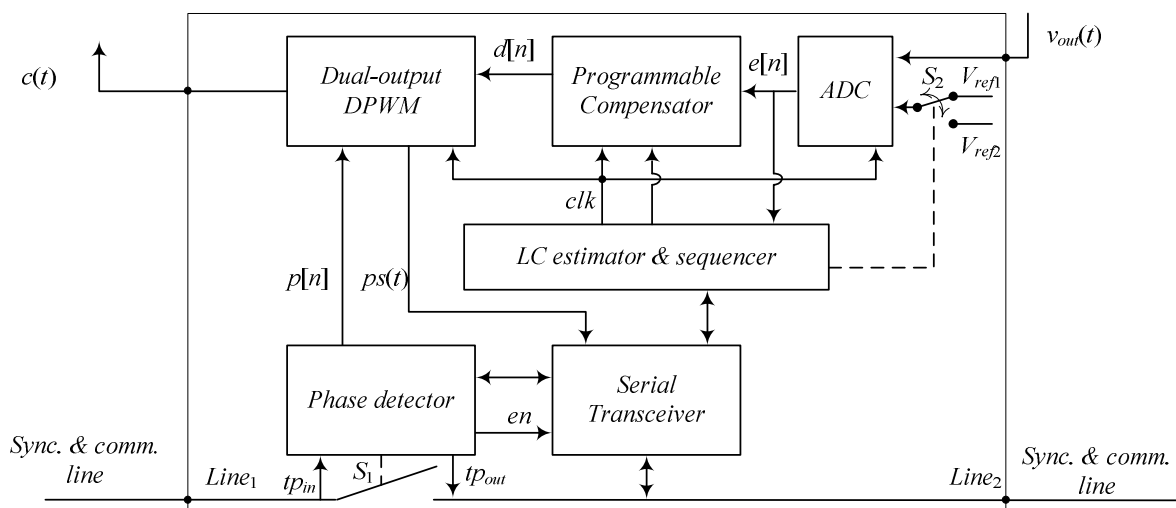 c(t)
Dual-output
DPWM
d[n]
Programmable
Compensator
e[n]
ADC
v_out(t)
S_2
V_ref1
V_ref2
clk
LC estimator & sequencer
p[n]
ps(t)
Phase detector
en
Serial
Transceiver
Sync. & comm.
line
Line_1
tp_in
S_1
tp_out
Line_2
Sync. & comm.
line